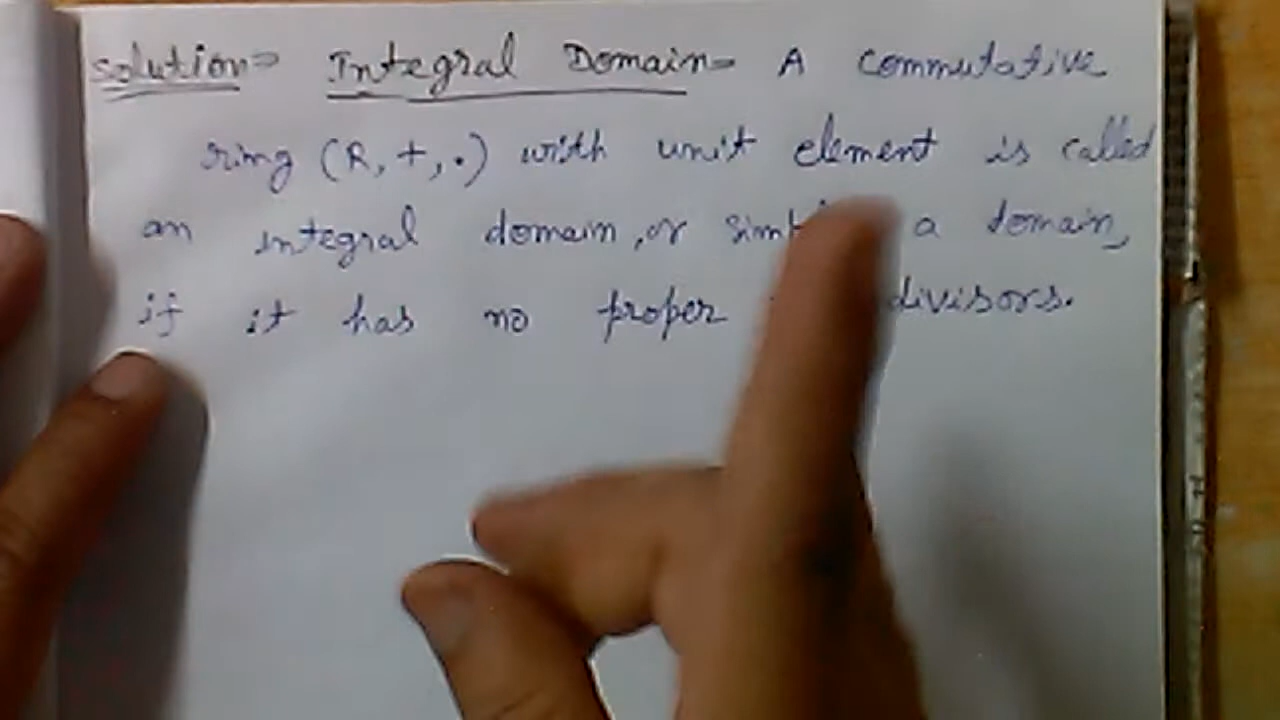 Solution= Integral Domain= A commutative
ring (R, +, .) with unit element is called
an integral domain, or a domain,
if it has no proper divisors.